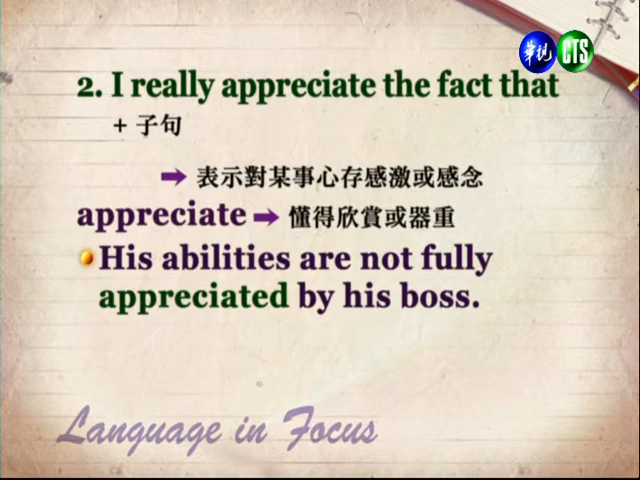 華視 CTS
2. I really appreciate the fact that
+ 子句
➡ 表示對某事心存感激或感念
appreciate ➡ 懂得欣賞或器重
His abilities are not fully
appreciated by his boss.
Language in Focus